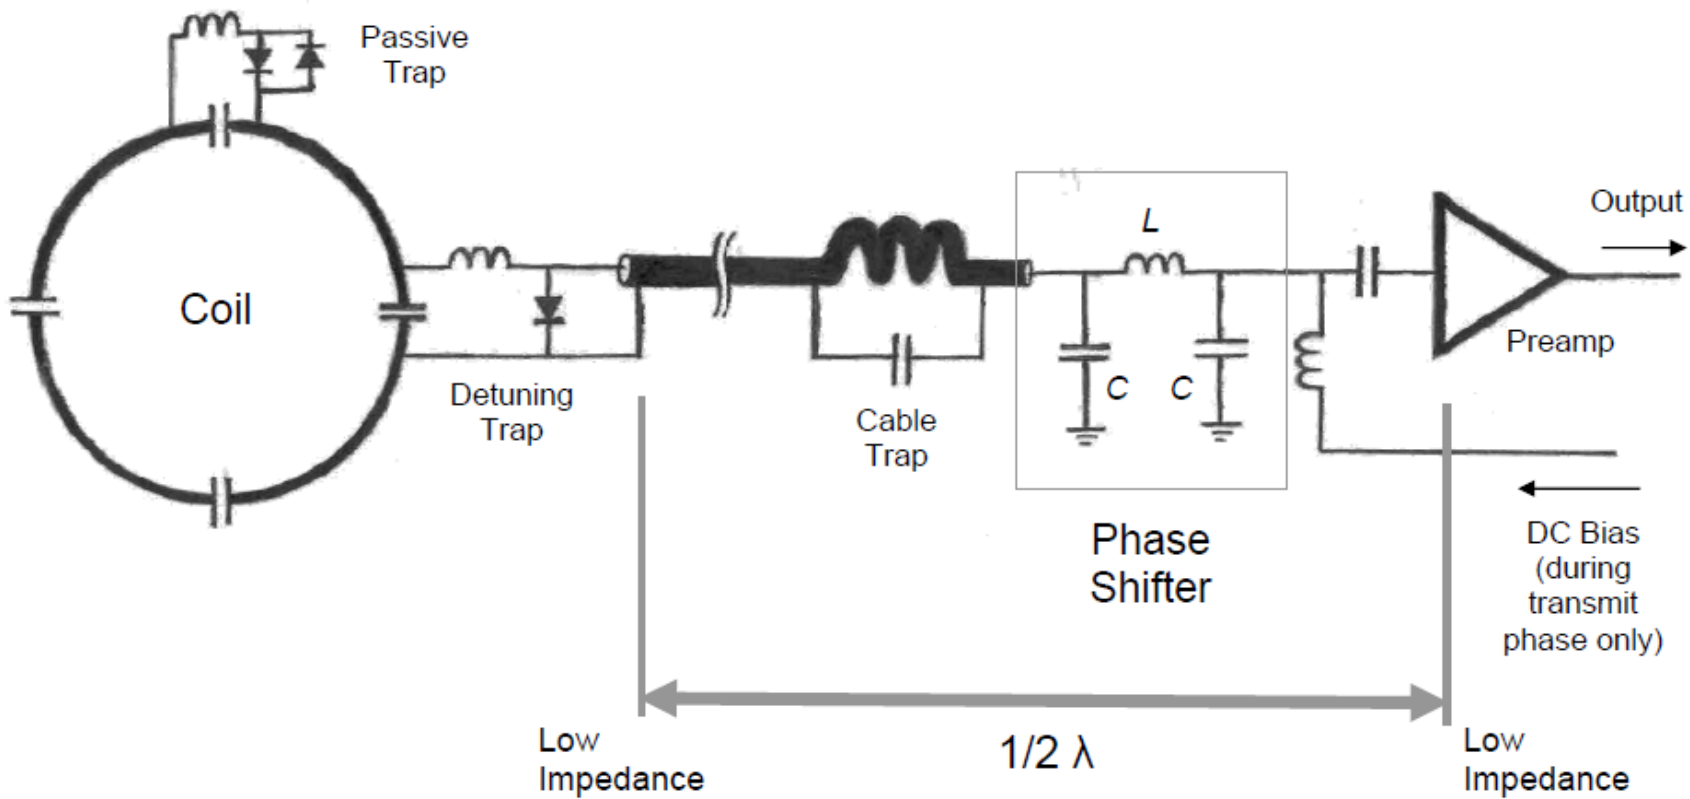 Passive
Trap
Output
L
Coil
Preamp
Detuning
Trap
C
C
Cable
Trap
Phase
Shifter
DC Bias
(during
transmit
phase only)
Low
Impedance
1/2 λ
Low
Impedance